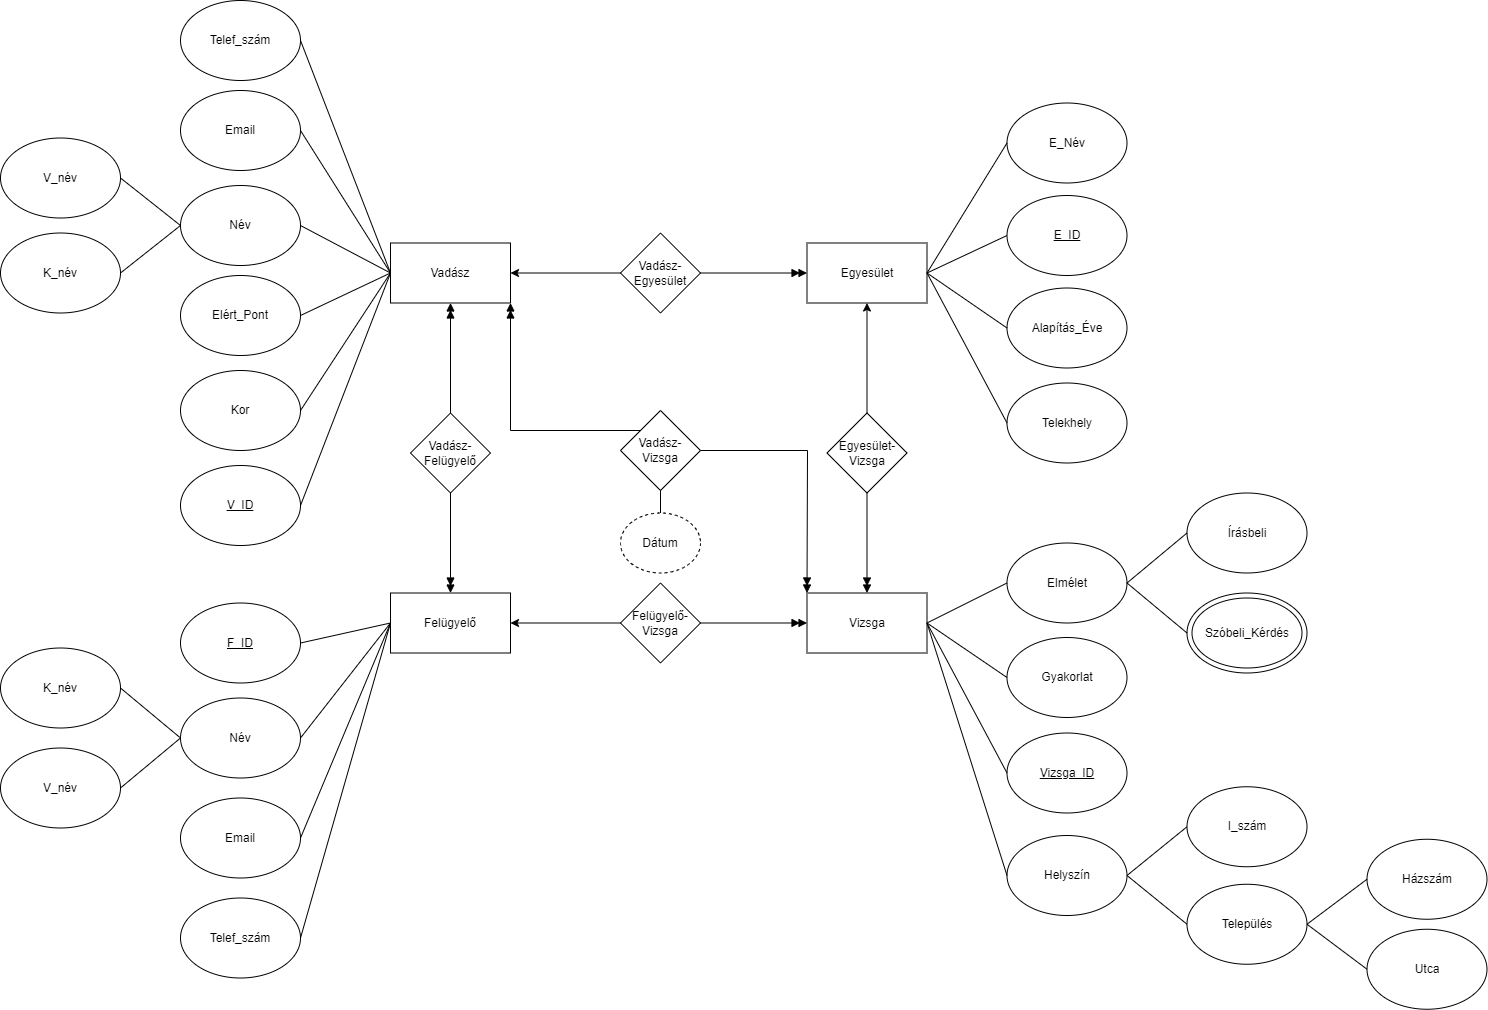 Telef_szám
Email
V_név
Név
K_név
Elért_Pont
Kor
V_ID
Vadász
Vadász-
Egyesület
Egyesület
E_Név
E_ID
Alapítás_Éve
Telekhely
Vadász-
Felügyelő
Vadász-
Vizsga
Dátum
Egyesület-
Vizsga
Felügyelő
Felügyelő-
Vizsga
Vizsga
F_ID
K_név
Név
V_név
Email
Telef_szám
Elmélet
Írásbeli
Szóbeli_Kérdés
Gyakorlat
Vizsga_ID
Helyszín
I_szám
Település
Házszám
Utca